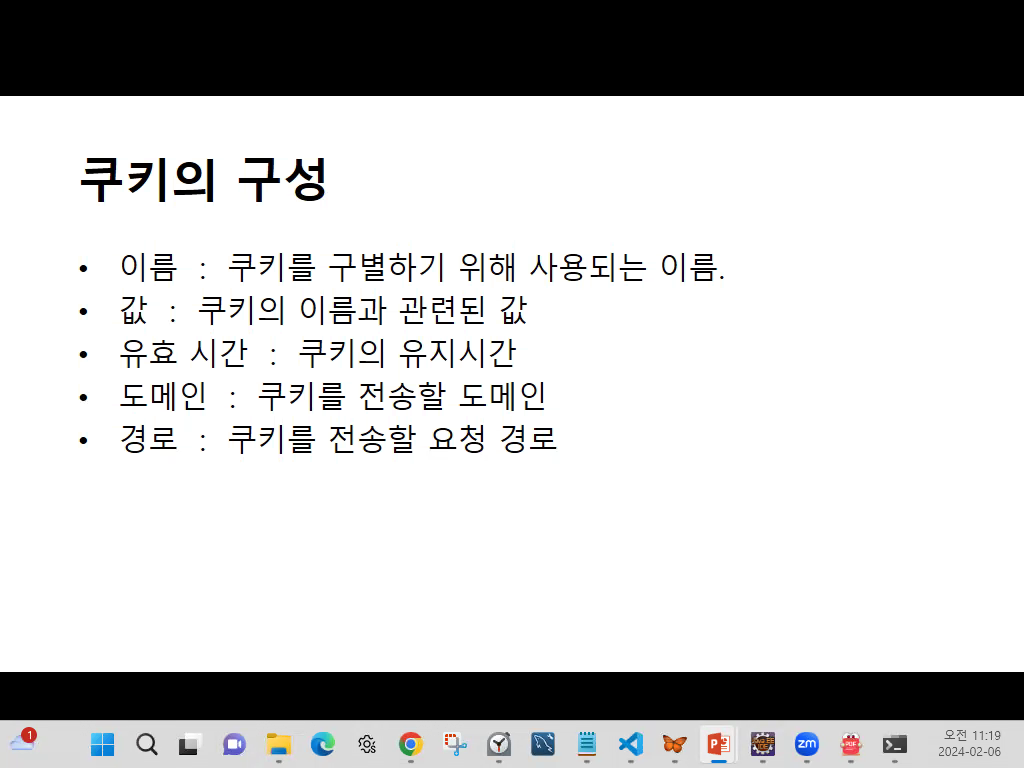 쿠키의 구성
• 이름 : 쿠키를 구별하기 위해 사용되는 이름.
• 값 : 쿠키의 이름과 관련된 값
• 유효 시간 : 쿠키의 유지시간
• 도메인 : 쿠키를 전송할 도메인
• 경로 : 쿠키를 전송할 요청 경로
1
zm
PDF
오전 11:19
2024-02-06